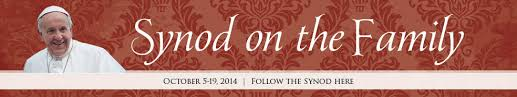 Synod on the Family
October 5-19, 2014 | Follow the Synod here